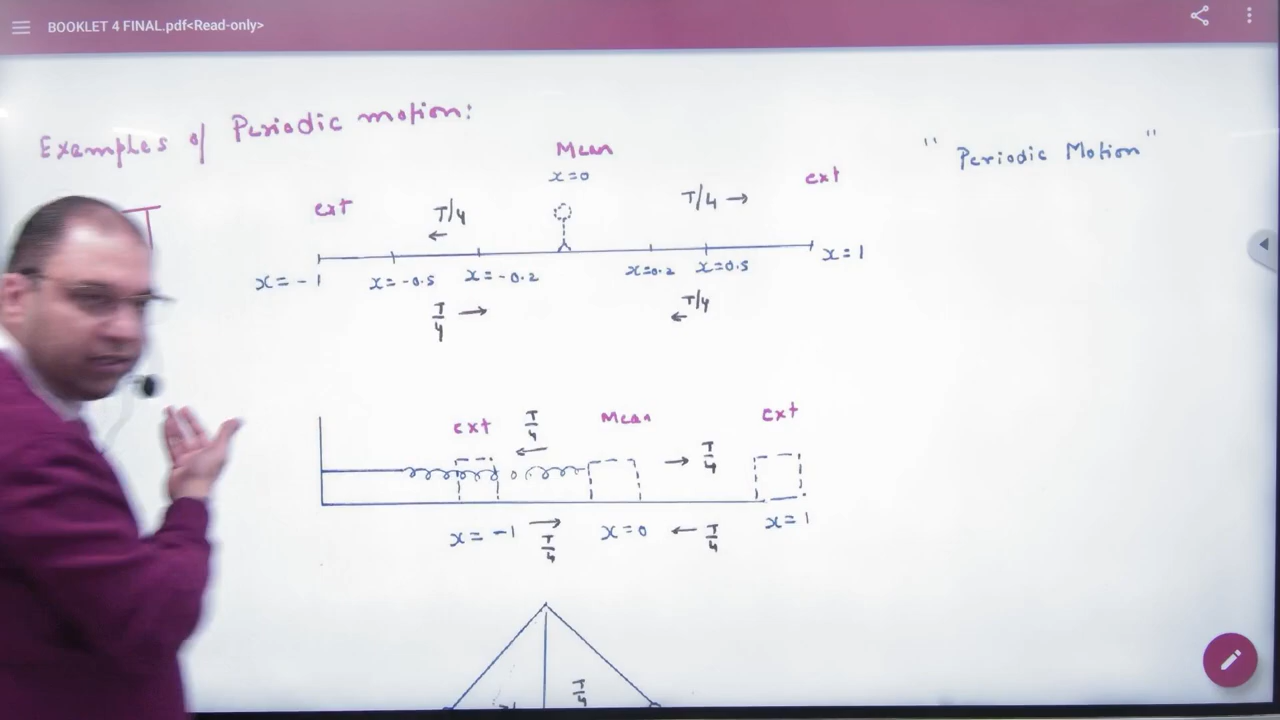 BOOKLET 4 FINAL.pdf<Read-only>
Examples of Periodic motion:
" Periodic Motion "
Mean
x=0
ext
T/4 ←
T/4 →
ext
x = -1
x = -0.5
x = -0.2
x=0.2
x=0.5
x = 1
T/4 →
← T/4
ext
T/4 ←
Mean
→ T/4
ext
x = -1
→ T/4
x=0
← T/4
x=1
T/4